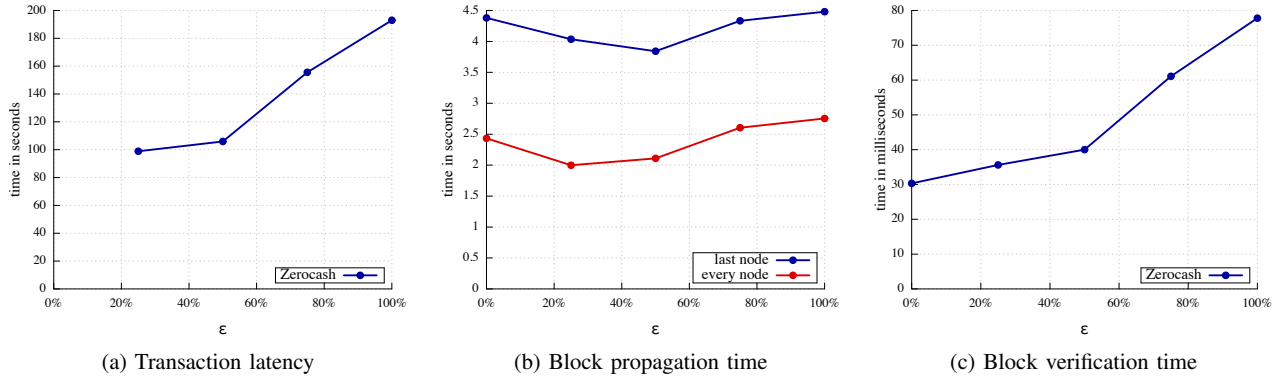 200
180
160
140
120
100
80
60
40
20
0
time in seconds
0% 20% 40% 60% 80% 100%
ε
Zerocash
(a) Transaction latency
4.5
4
3.5
3
2.5
2
1.5
1
0.5
0
time in seconds
0% 20% 40% 60% 80% 100%
ε
last node
every node
(b) Block propagation time
80
70
60
50
40
30
20
10
0
time in milliseconds
0% 20% 40% 60% 80% 100%
ε
Zerocash
(c) Block verification time